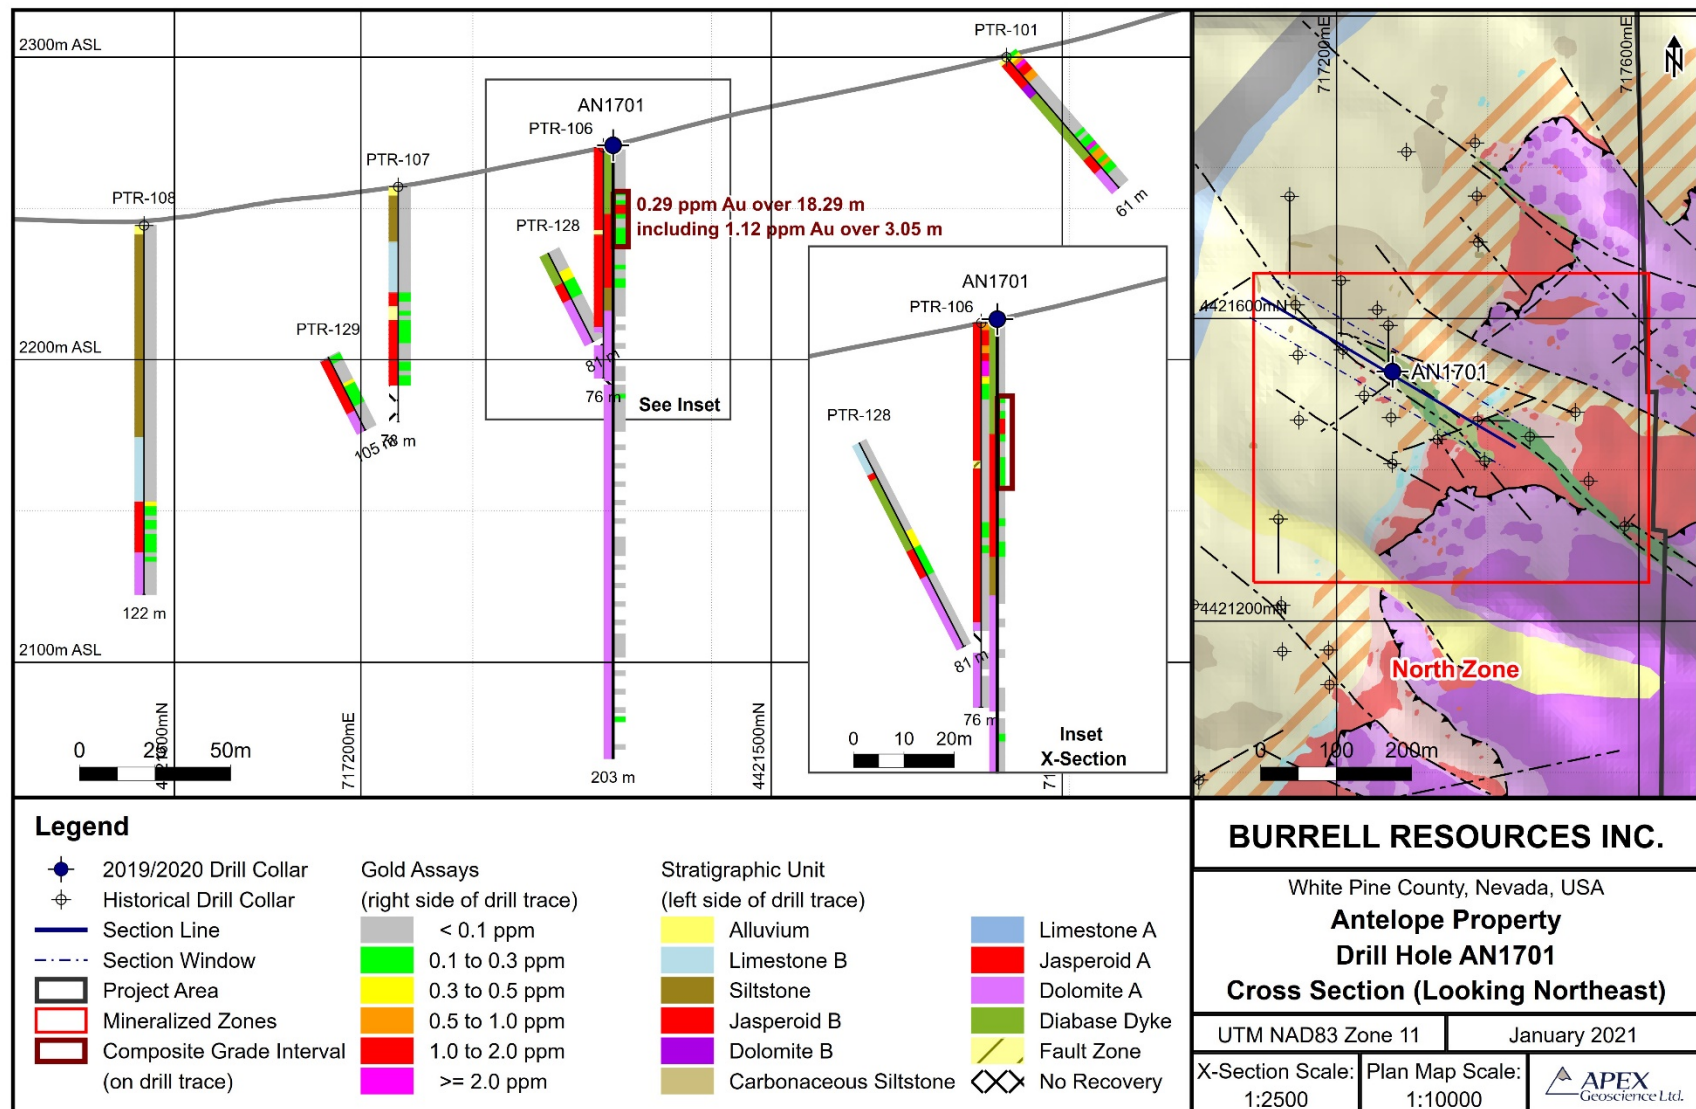 2300m ASL
PTR-101
AN1701
PTR-106
PTR-107
PTR-108
61 m
0.29 ppm Au over 18.29 m
including 1.12 ppm Au over 3.05 m
PTR-128
PTR-129
2200m ASL
81 m
76 m
See Inset
105 m
78 m
122 m
2100m ASL
203 m
4421600mN
717200mE
4421500mN
0 25 50m
AN1701
PTR-106
PTR-128
81 m
76 m
0 10 20m
Inset
X-Section
717200mE
717600mE
N
4421600mN
AN1701
4421200mN
North Zone
0 100 200m
Legend
2019/2020 Drill Collar
Historical Drill Collar
Section Line
Section Window
Project Area
Mineralized Zones
Composite Grade Interval
(on drill trace)
Gold Assays
(right side of drill trace)
< 0.1 ppm
0.1 to 0.3 ppm
0.3 to 0.5 ppm
0.5 to 1.0 ppm
1.0 to 2.0 ppm
>= 2.0 ppm
Stratigraphic Unit
(left side of drill trace)
Alluvium
Limestone B
Siltstone
Jasperoid B
Dolomite B
Carbonaceous Siltstone
Limestone A
Jasperoid A
Dolomite A
Diabase Dyke
Fault Zone
No Recovery
BURRELL RESOURCES INC.
White Pine County, Nevada, USA
Antelope Property
Drill Hole AN1701
Cross Section (Looking Northeast)
UTM NAD83 Zone 11
January 2021
X-Section Scale:
1:2500
Plan Map Scale:
1:10000
APEX
Geoscience Ltd.